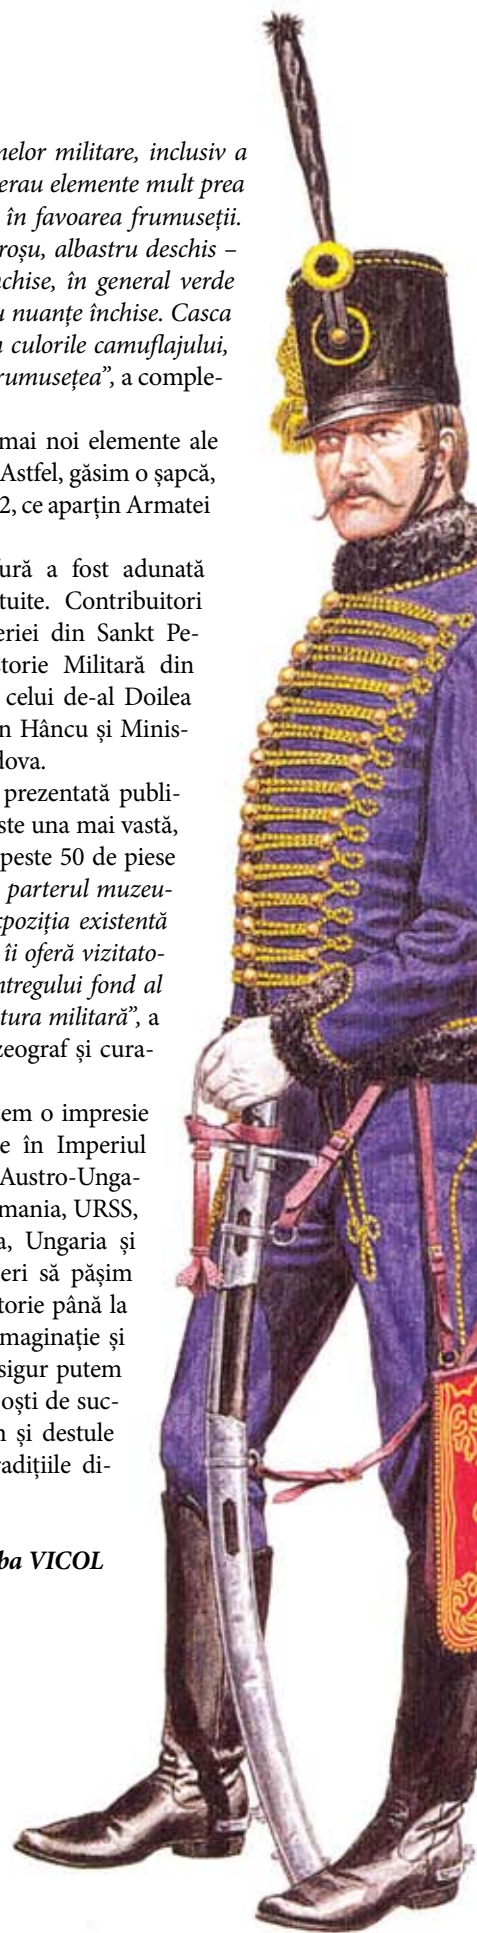 nelor militare, inclusiv a
erau elemente mult prea
în favoarea frumuseții.
roșu, albastru deschis –
chise, în general verde
u nuanțe închise. Casca
n culorile camuflajului,
rumusețea”, a comple-
mai noi elemente ale
Astfel, găsim o șapcă,
2, ce aparțin Armatei
fură a fost adunată
tuite. Contribuitori
eriei din Sankt Pe-
storie Militară din
celui de-al Doilea
n Hâncu și Minis-
dova.
prezentată publi-
ste una mai vastă,
peste 50 de piese
parterul muzeu-
xpoziția existentă
îi oferă vizitato-
ntregului fond al
tura militară”, a
zeograf și cura-
em o impresie
e în Imperiul
Austro-Unga-
mania, URSS,
a, Ungaria și
eri să pășim
torie până la
maginație și
sigur putem
oști de suc-
n și destule
radițiile di-
ba VICOL